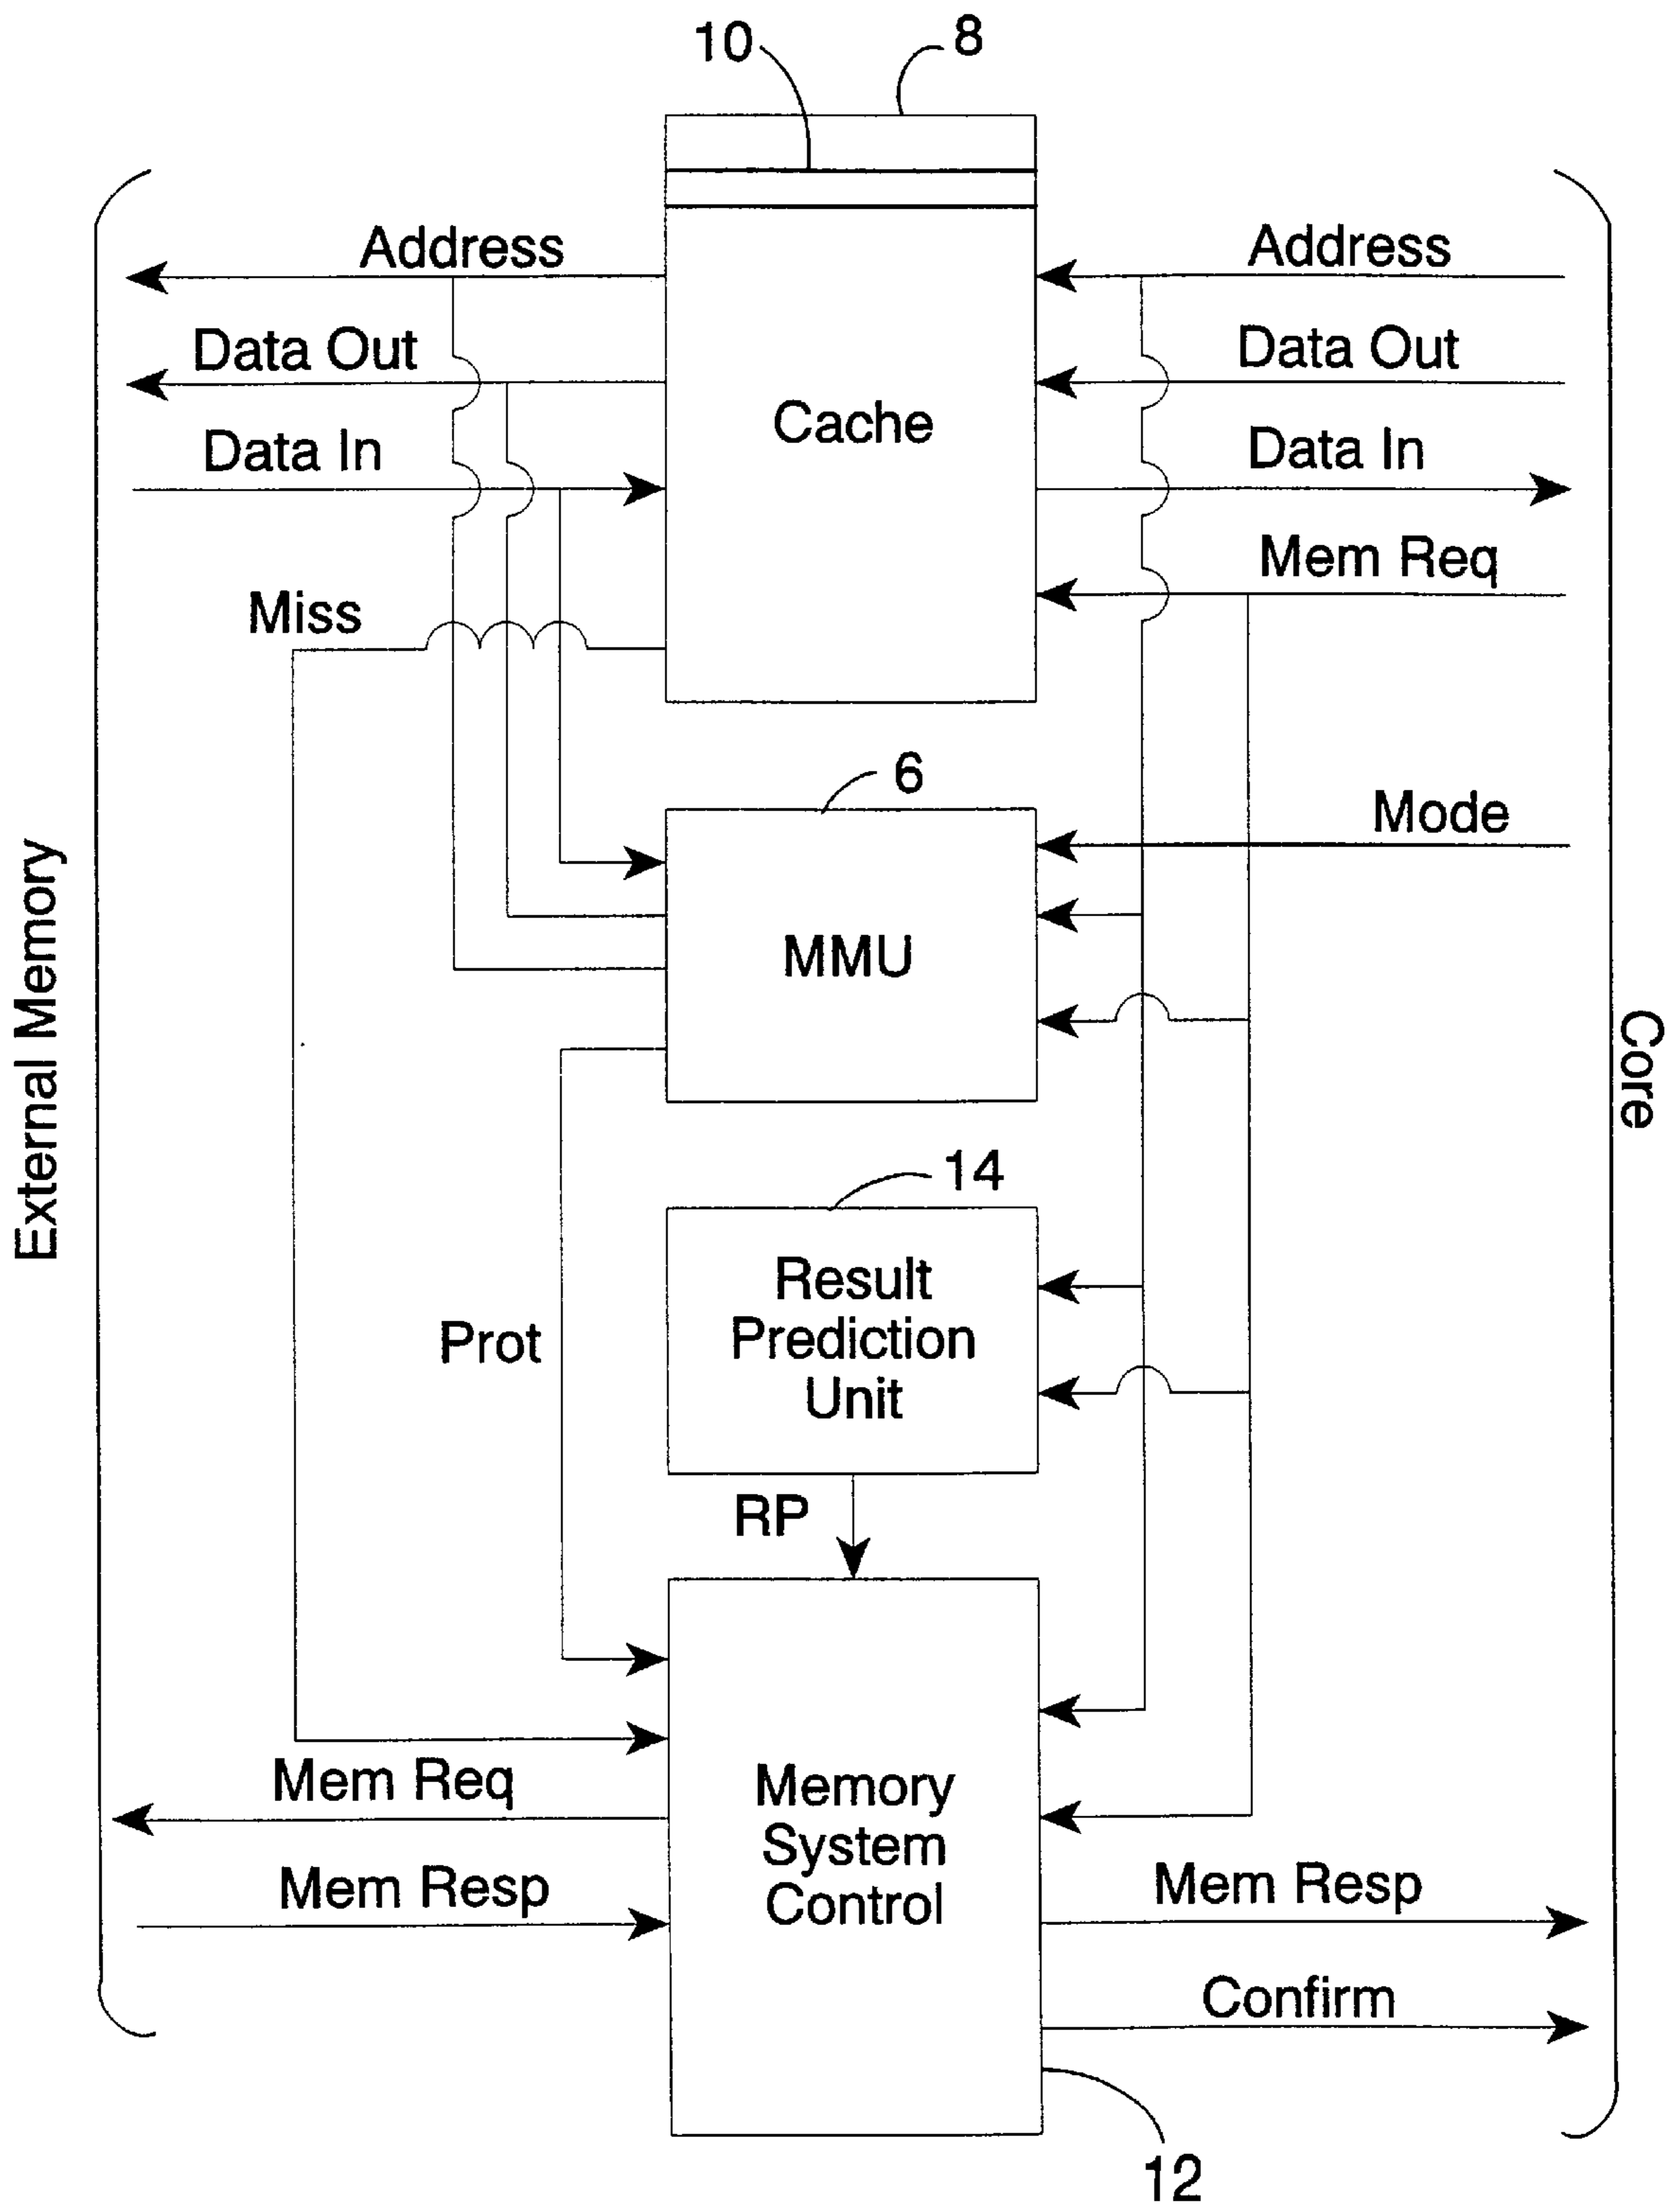 10
8
Address
Address
Data Out
Data Out
Cache
Data In
Data In
Mem Req
Miss
6
Mode
External Memory
MMU
Core
14
Result
Prediction
Unit
Prot
RP
Mem Req
Memory
System
Control
Mem Resp
Mem Resp
Confirm
12